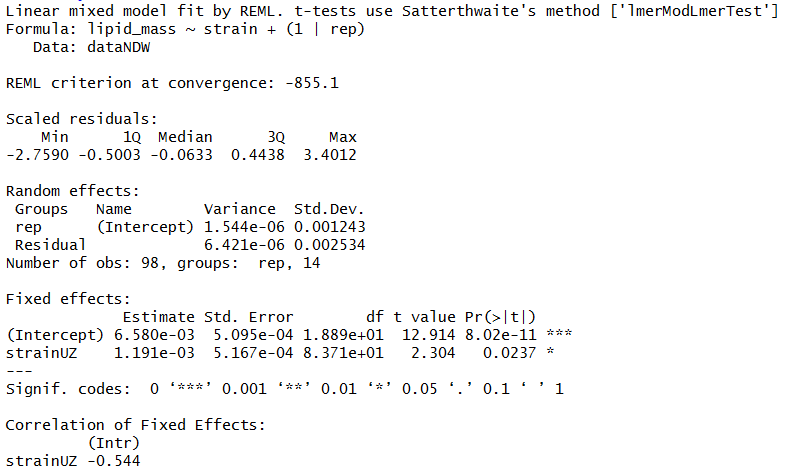 Linear mixed model fit by REML. t-tests use Satterthwaite's method ['lmerModLmerTest']
Formula: lipid_mass ~ strain + (1 | rep)
   Data: dataNDW

REML criterion at convergence: -855.1

Scaled residuals:
    Min      1Q  Median      3Q     Max
-2.7590 -0.5003 -0.0633  0.4438  3.4012

Random effects:
 Groups   Name        Variance  Std.Dev.
 rep      (Intercept) 1.544e-06 0.001243
 Residual             6.421e-06 0.002534
Number of obs: 98, groups:  rep, 14

Fixed effects:
             Estimate Std. Error        df t value Pr(>|t|)
(Intercept) 6.580e-03  5.095e-04 1.889e+01  12.914 8.02e-11 ***
strainUZ    1.191e-03  5.167e-04 8.371e+01   2.304   0.0237 *
---
Signif. codes:  0 ‘***’ 0.001 ‘**’ 0.01 ‘*’ 0.05 ‘.’ 0.1 ‘ ’ 1

Correlation of Fixed Effects:
         (Intr)
strainUZ -0.544